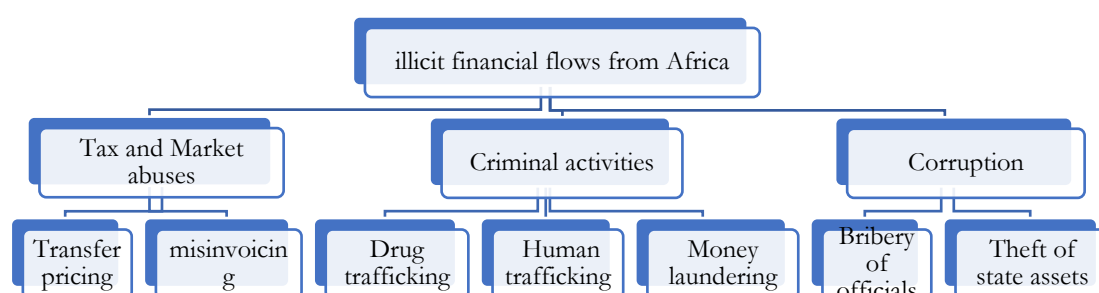 illicit financial flows from Africa
Tax and Market
abuses
Criminal activities
Corruption
Transfer
pricing
misinvoicin
g
Drug
trafficking
Human
trafficking
Money
laundering
Bribery
of
officials
Theft of
state assets